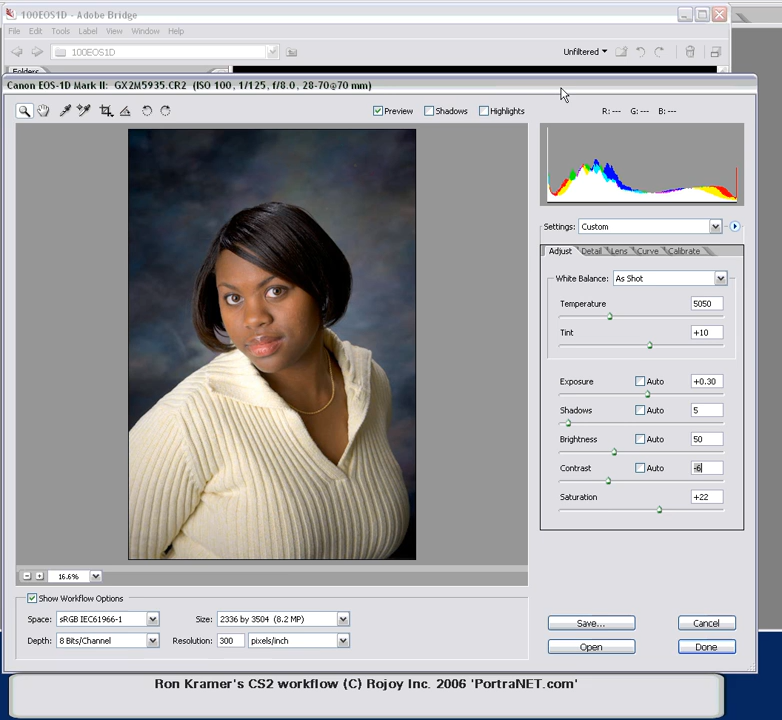 100EOS1D - Adobe Bridge
File Edit Tools Label View Window Help
100EOS1D
Unfiltered
Folders
Canon EOS-1D Mark II: GX2M5935.CR2 (ISO 100, 1/125, f/8.0, 28-70@70 mm)
Preview Shadows Highlights
R: --- G: --- B: ---
Settings: Custom
Adjust Detail Lens Curve Calibrate
White Balance: As Shot
Temperature 5050
Tint +10
Exposure Auto +0.30
Shadows Auto 5
Brightness Auto 50
Contrast Auto -6
Saturation +22
16.6%
Show Workflow Options
Space: sRGB IEC61966-1
Size: 2336 by 3504 (8.2 MP)
Depth: 8 Bits/Channel
Resolution: 300 pixels/inch
Save... Cancel
Open Done
Ron Kramer's CS2 workflow (C) Rojoy Inc. 2006 'PortraNET.com'